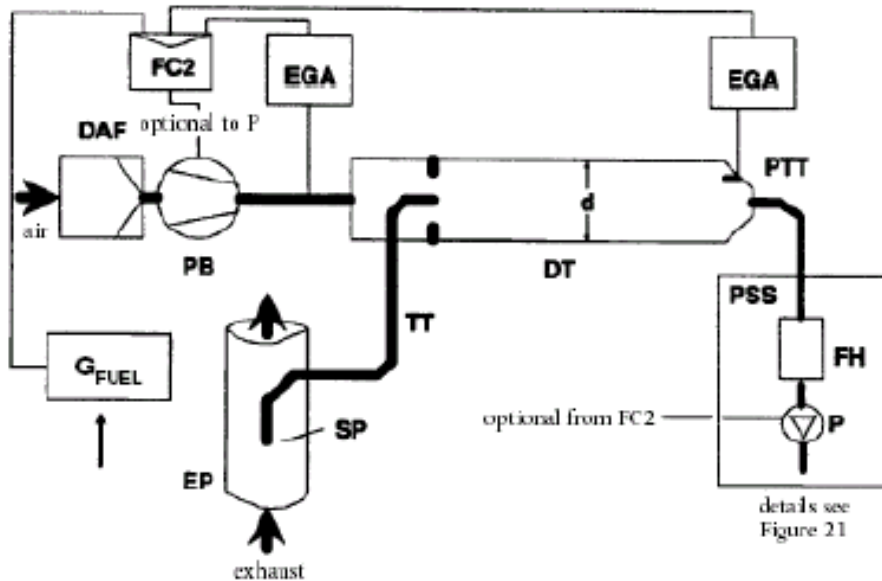 FC2
EGA
EGA
DAF
optional to P
PTT
air
d
PB
DT
PSS
TT
G_FUEL
FH
SP
optional from FC2
P
EP
details see
Figure 21
exhaust